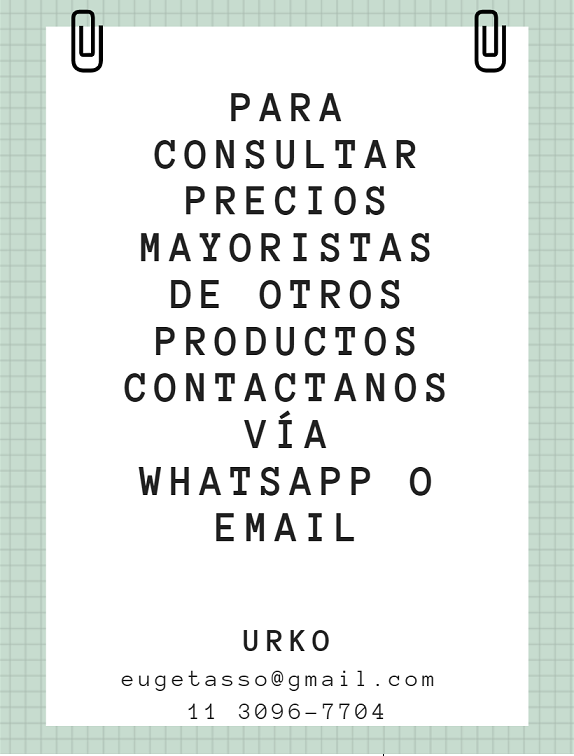 PARA
CONSULTAR
PRECIOS
MAYORISTAS
DE OTROS
PRODUCTOS
CONTACTANOS
VÍA
WHATSAPP O
EMAIL
URKO
eugetasso@gmail.com
11 3096-7704